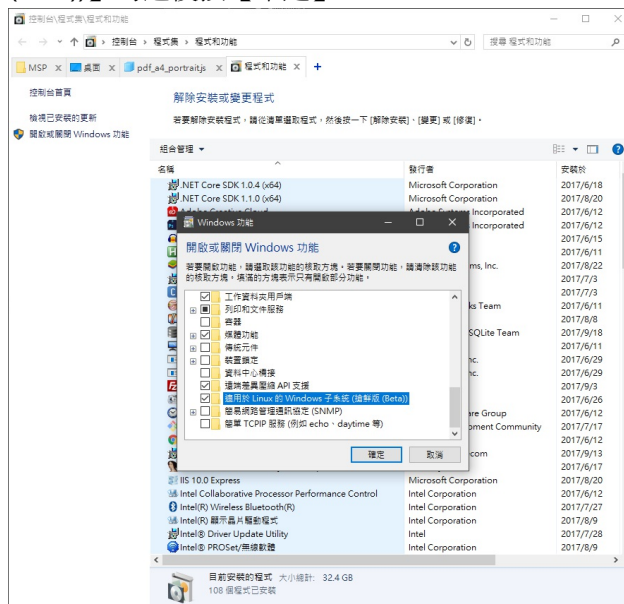 控制台\程式集\程式和功能
控制台 › 程式集 › 程式和功能
搜尋 程式和功能
MSP
桌面
pdf_a4_portraitjs
程式和功能
控制台首頁
檢視已安裝的更新
開啟或關閉 Windows 功能
解除安裝或變更程式
若要解除安裝程式，請從清單選取程式，然後按一下 [解除安裝]、[變更] 或 [修復]。
組合管理
名稱 發行者 安裝於
.NET Core SDK 1.0.4 (x64) Microsoft Corporation 2017/6/18
.NET Core SDK 1.1.0 (x64) Microsoft Corporation 2017/8/20
Incorporated 2017/6/12
Incorporated 2017/6/12
2017/6/15
2017/6/11
ms, Inc. 2017/8/22
2017/7/3
2017/7/3
ks Team 2017/6/11
2017/8/8
SQLite Team 2017/9/18
2017/6/11
nc. 2017/6/29
nc. 2017/6/29
2017/9/3
2017/6/26
are Group 2017/6/12
oment Community 2017/7/17
2017/6/12
com 2017/9/13
2017/6/17
Windows 功能
開啟或關閉 Windows 功能
若要開啟功能，請選取該功能的核取方塊。若要關閉功能，請清除該功能
的核取方塊。填滿的方塊表示只有開啟部分功能。
工作資料夾用戶端
列印和文件服務
容器
媒體功能
傳統元件
裝置鎖定
資料中心橋接
遠端差異壓縮 API 支援
適用於 Linux 的 Windows 子系統 (搶鮮版 (Beta))
簡易網路管理通訊協定 (SNMP)
簡單 TCPIP 服務 (例如 echo、daytime 等)
確定 取消
IIS 10.0 Express Microsoft Corporation 2017/8/20
Intel Collaborative Processor Performance Control Intel Corporation 2017/6/12
Intel(R) Wireless Bluetooth(R) Intel Corporation 2017/7/27
Intel(R) 顯示晶片驅動程式 Intel Corporation 2017/8/9
Intel® Driver Update Utility Intel 2017/7/28
Intel® PROSet/無線軟體 Intel Corporation 2017/8/9
目前安裝的程式 大小總計: 32.4 GB
108 個程式已安裝